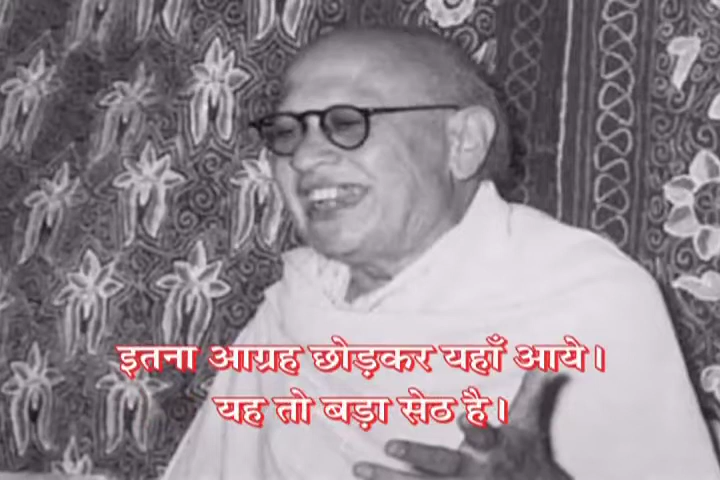 इतना आग्रह छोड़कर यहाँ आये।
यह तो बड़ा सेठ है।